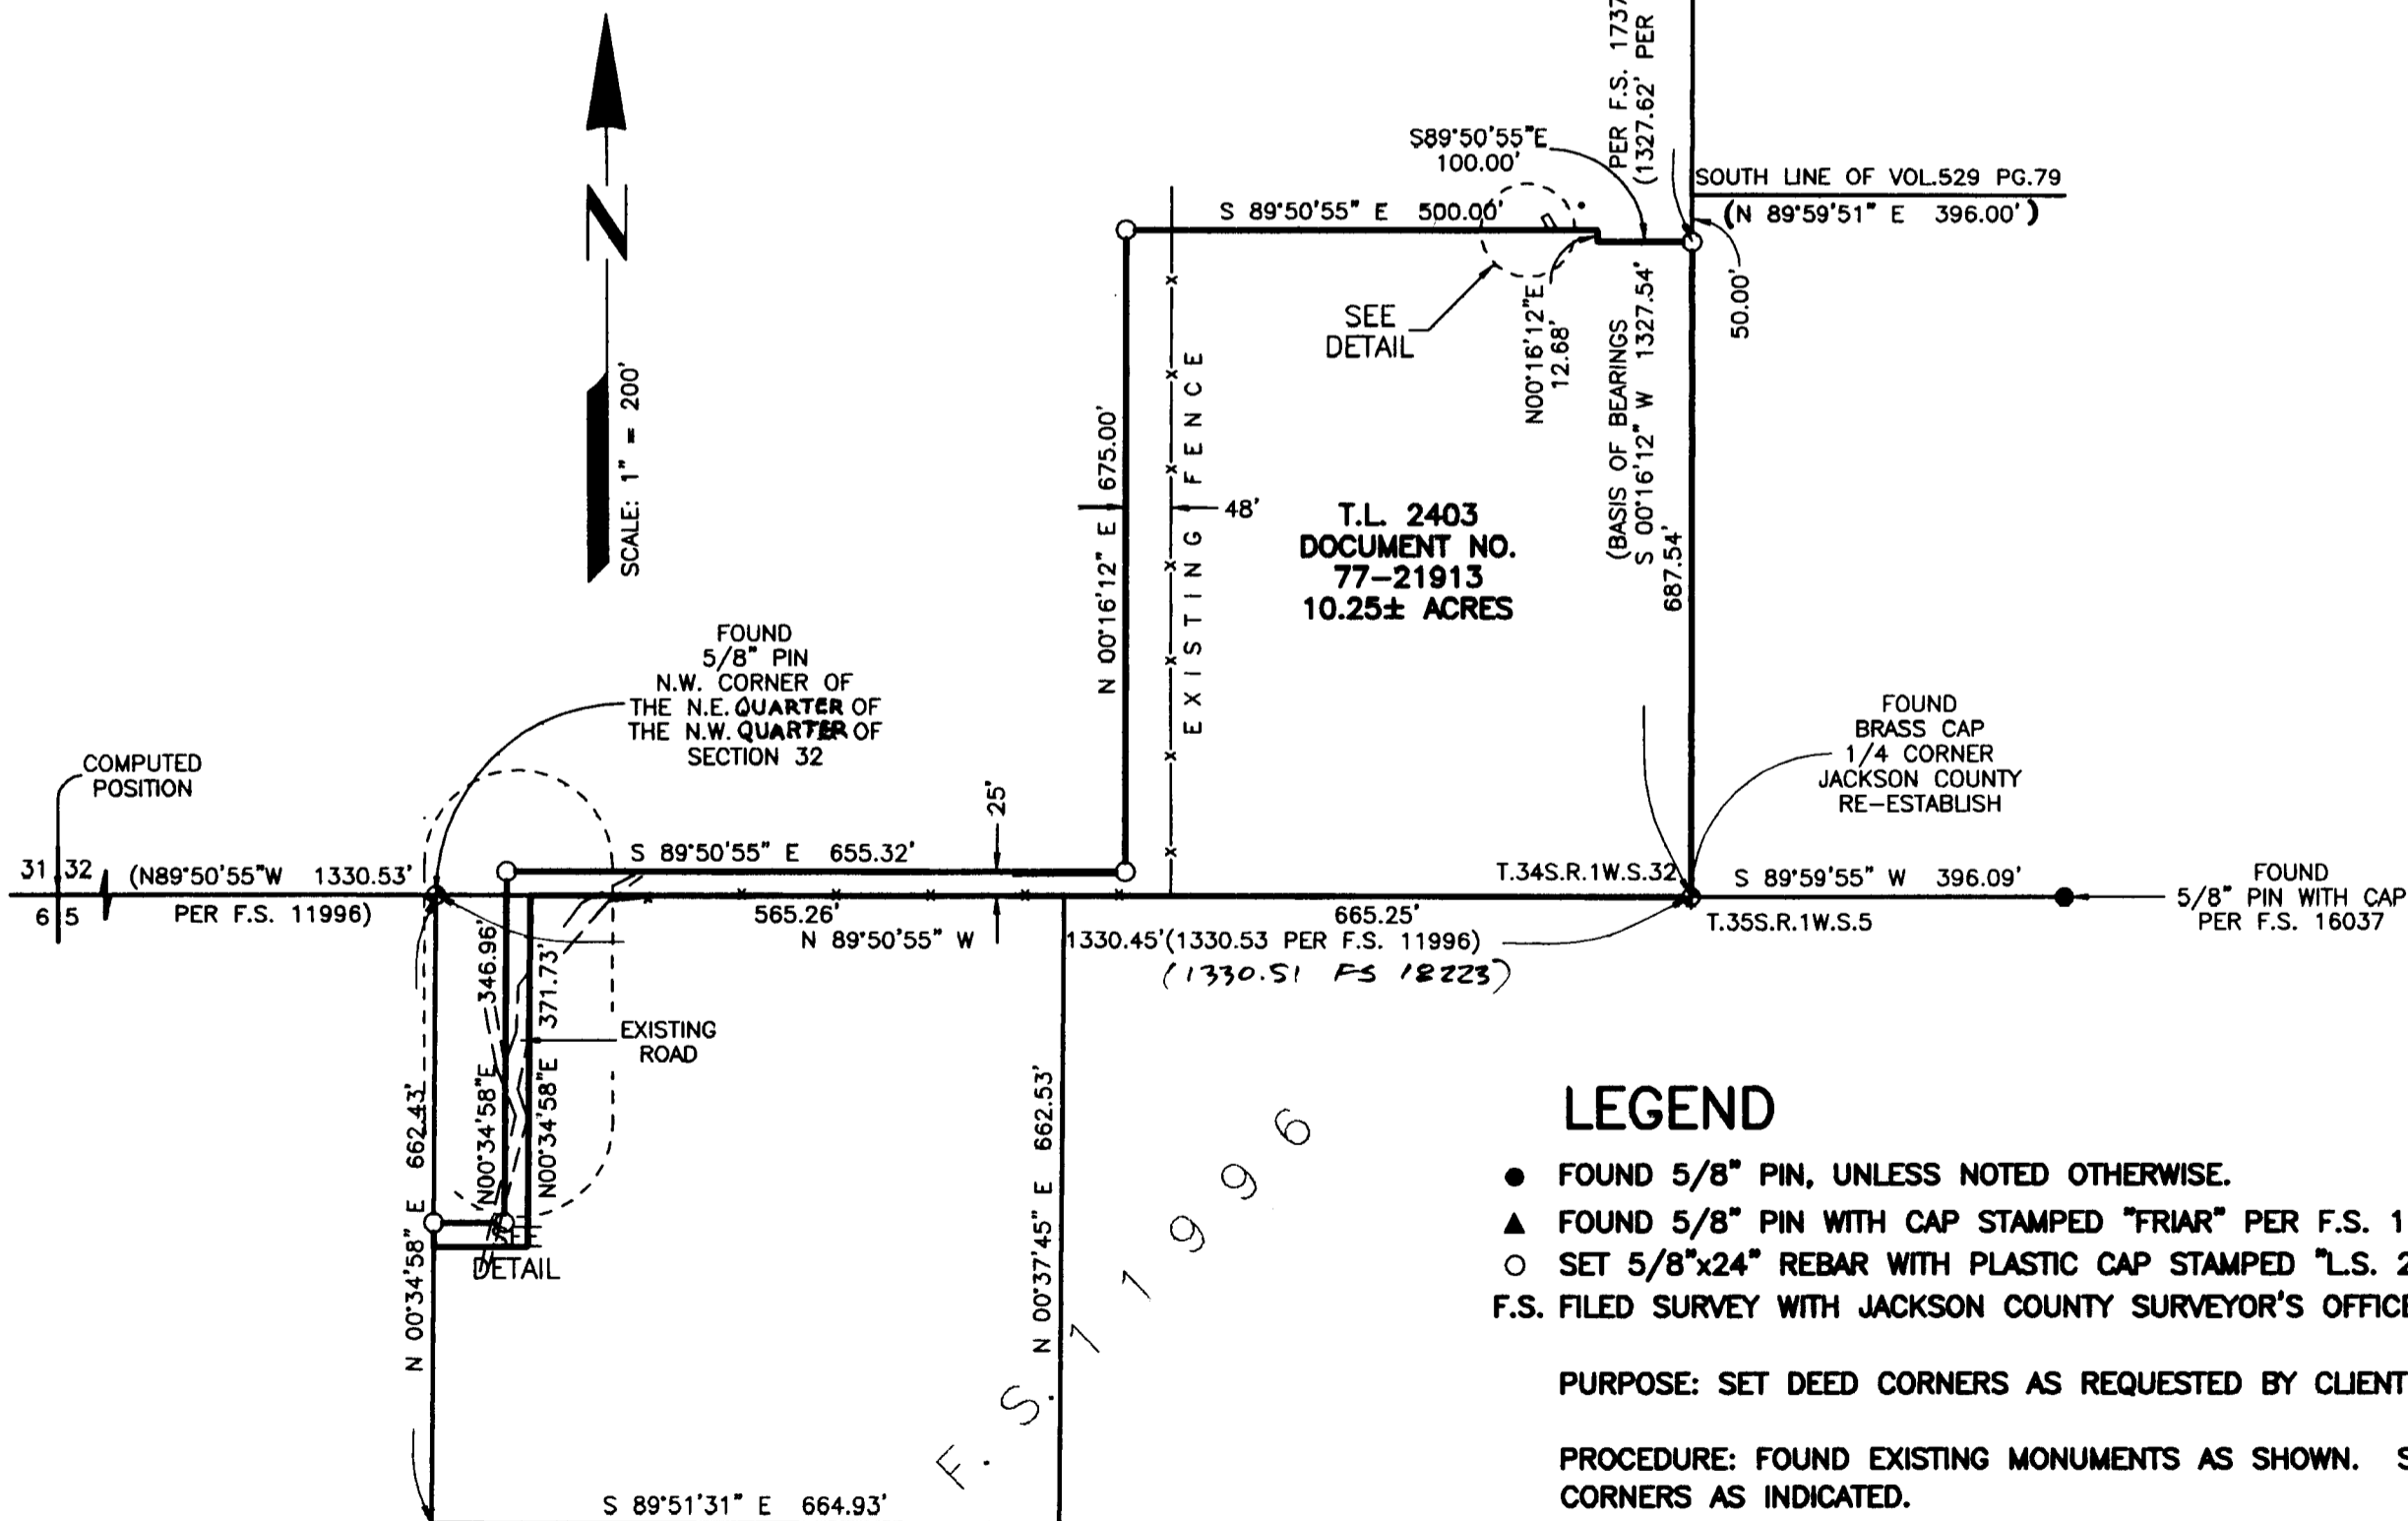 PER F.S. 1737
(1327.62' PER
S89°50'55"E
100.00'
SOUTH LINE OF VOL.529 PG.79
(N 89°59'51" E 396.00')
S 89°50'55" E 500.00'
N
SCALE: 1" = 200'
SEE
DETAIL
N00°16'12"E
12.68'
50.00'
(BASIS OF BEARINGS
S 00°16'12" W 1327.54'
687.54'
N 00°16'12" E 675.00'
EXISTING FENCE
48'
T.L. 2403
DOCUMENT NO.
77-21913
10.25± ACRES
FOUND
5/8" PIN
N.W. CORNER OF
THE N.E. QUARTER OF
THE N.W. QUARTER OF
SECTION 32
FOUND
BRASS CAP
1/4 CORNER
JACKSON COUNTY
RE-ESTABLISH
COMPUTED
POSITION
25'
31 32
6 5
(N89°50'55"W 1330.53'
PER F.S. 11996)
S 89°50'55" E 655.32'
T.34S.R.1W.S.32
S 89°59'55" W 396.09'
T.35S.R.1W.S.5
FOUND
5/8" PIN WITH CAP
PER F.S. 16037
565.26'
665.25'
N 89°50'55" W
1330.45'(1330.53 PER F.S. 11996)
(1330.51 FS 18223)
N00°34'58"E 346.96'
N00°34'58"E 371.73'
EXISTING
ROAD
N 00°34'58" E 662.43'
N 00°37'45" E 662.53'
SEE
DETAIL
F.S. 11996
S 89°51'31" E 664.93'
LEGEND
● FOUND 5/8" PIN, UNLESS NOTED OTHERWISE.
▲ FOUND 5/8" PIN WITH CAP STAMPED "FRIAR" PER F.S. 1
○ SET 5/8"x24" REBAR WITH PLASTIC CAP STAMPED "L.S. 2
F.S. FILED SURVEY WITH JACKSON COUNTY SURVEYOR'S OFFICE
PURPOSE: SET DEED CORNERS AS REQUESTED BY CLIENT
PROCEDURE: FOUND EXISTING MONUMENTS AS SHOWN. S
CORNERS AS INDICATED.